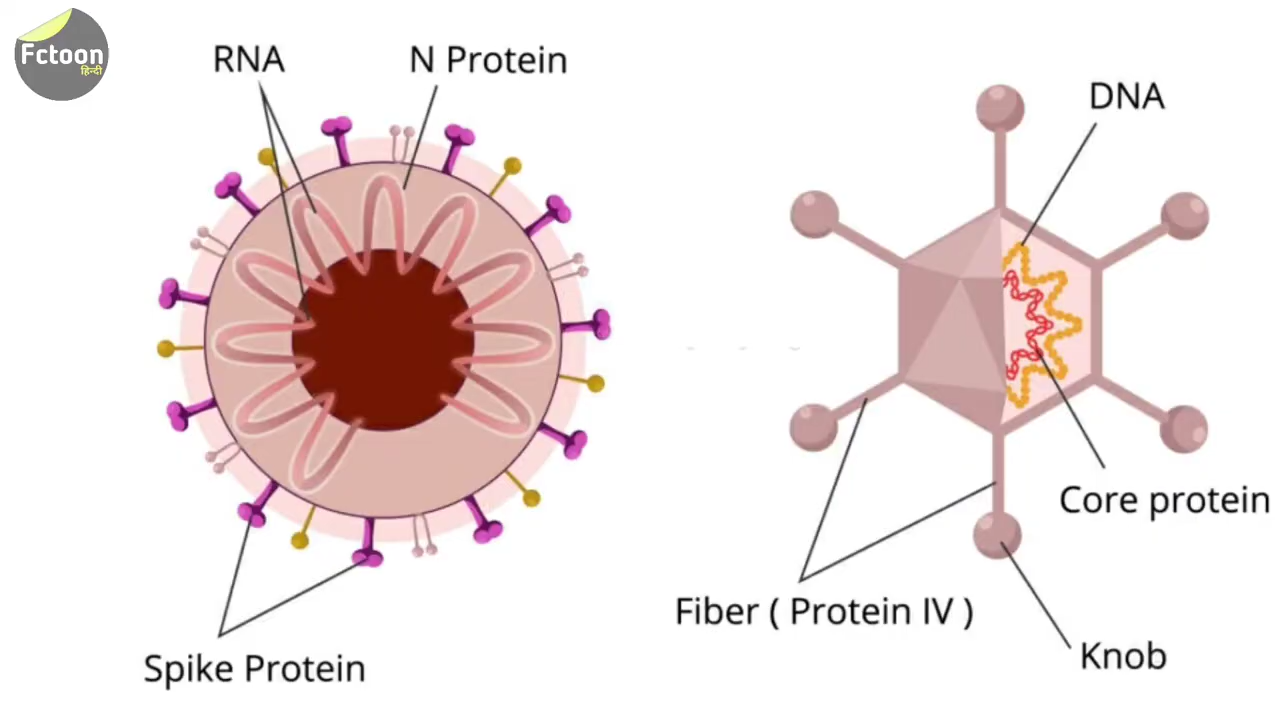 Fctoon
हिन्दी
RNA
N Protein
Spike Protein
DNA
Core protein
Fiber ( Protein IV )
Knob